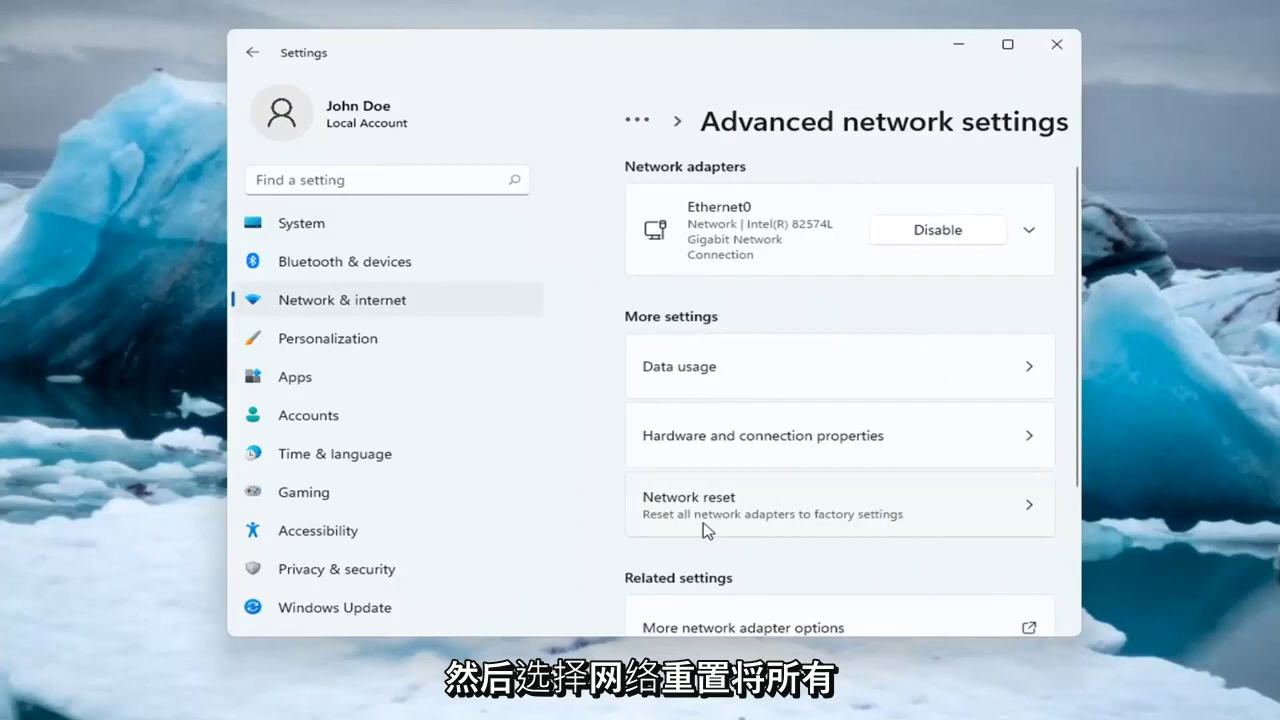 Settings
John Doe
Local Account
Find a setting
System
Bluetooth & devices
Network & internet
Personalization
Apps
Accounts
Time & language
Gaming
Accessibility
Privacy & security
Windows Update
Advanced network settings
Network adapters
Ethernet0
Network | Intel(R) 82574L
Gigabit Network
Connection
Disable
More settings
Data usage
Hardware and connection properties
Network reset
Reset all network adapters to factory settings
Related settings
More network adapter options
然后选择网络重置将所有